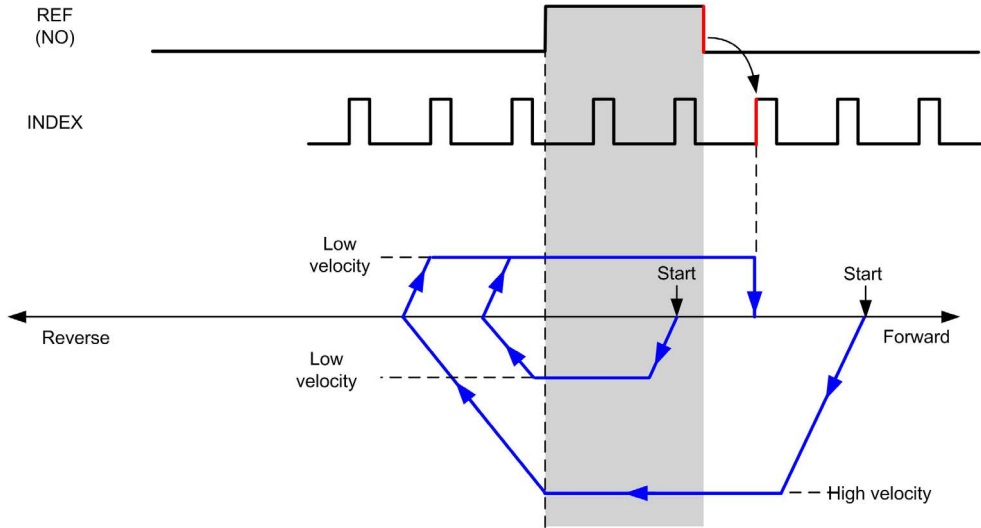 REF
(NO)
INDEX
Low
velocity
Start
Start
Reverse
Forward
Low
velocity
High velocity